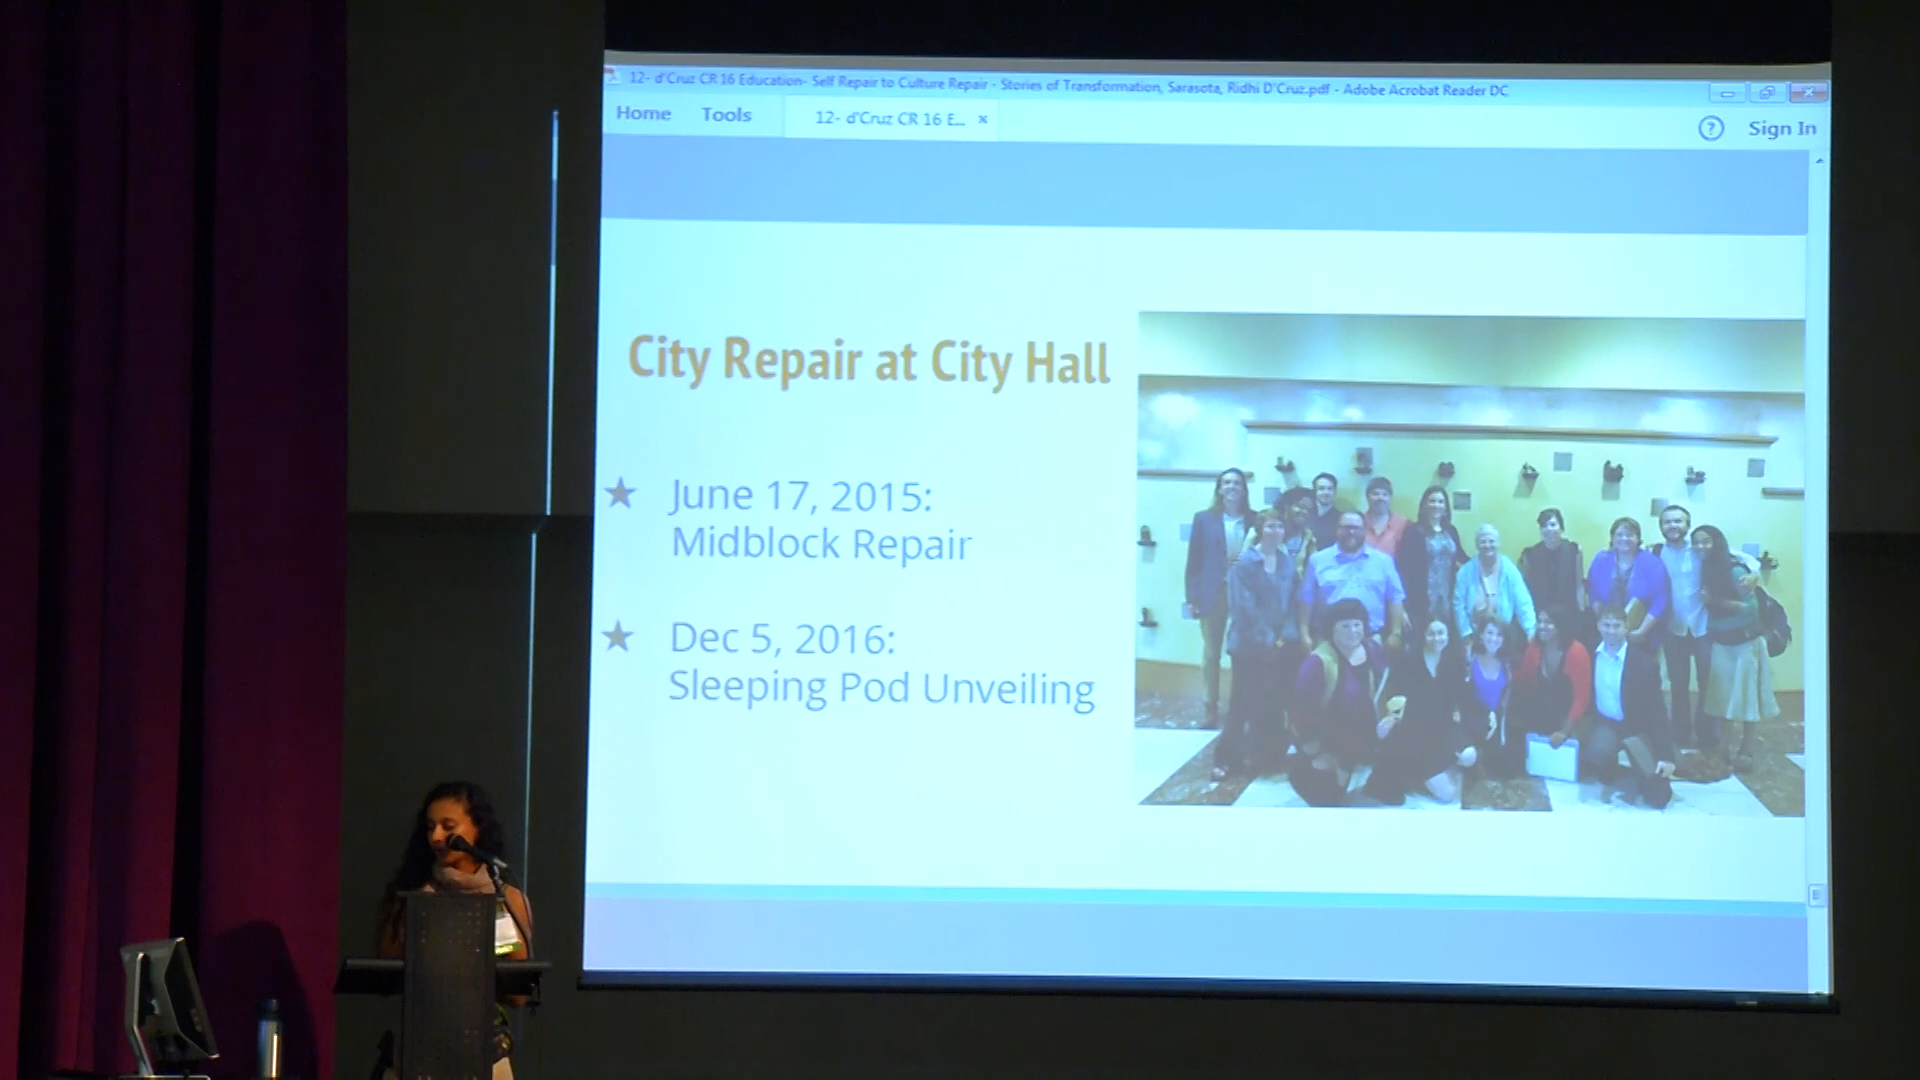 12- d'Cruz CR 16 Education- Self Repair to Culture Repair - Stories of Transformation, Sarasota, Ridhi D'Cruz.pdf - Adobe Acrobat Reader DC
Home Tools 12- d'Cruz CR 16 E... × ? Sign In
City Repair at City Hall
★ June 17, 2015:
Midblock Repair
★ Dec 5, 2016:
Sleeping Pod Unveiling